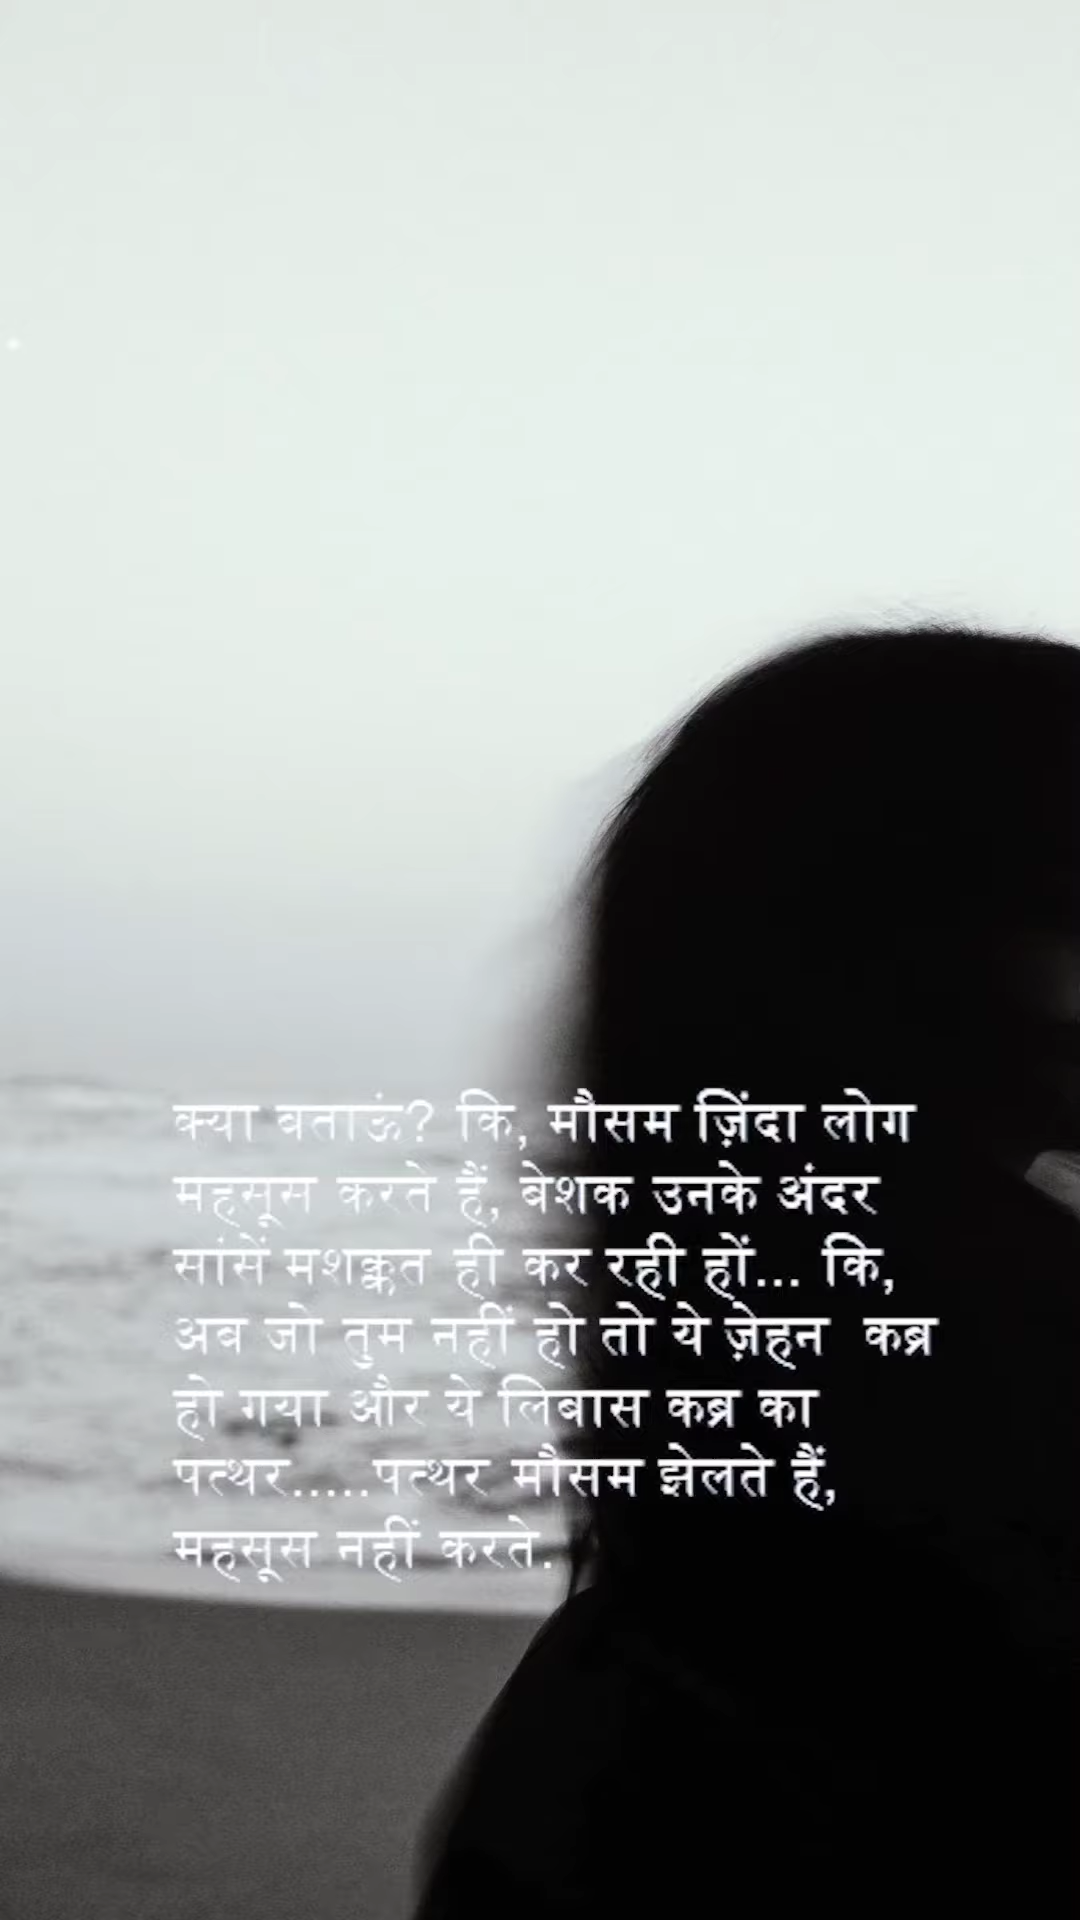 क्या बताऊं? कि, मौसम ज़िंदा लोग
महसूस करते हैं, बेशक उनके अंदर
सांसें मशक्कत ही कर रही हों... कि,
अब जो तुम नहीं हो तो ये ज़ेहन कब्र
हो गया और ये लिबास कब्र का
पत्थर.....पत्थर मौसम झेलते हैं,
महसूस नहीं करते.